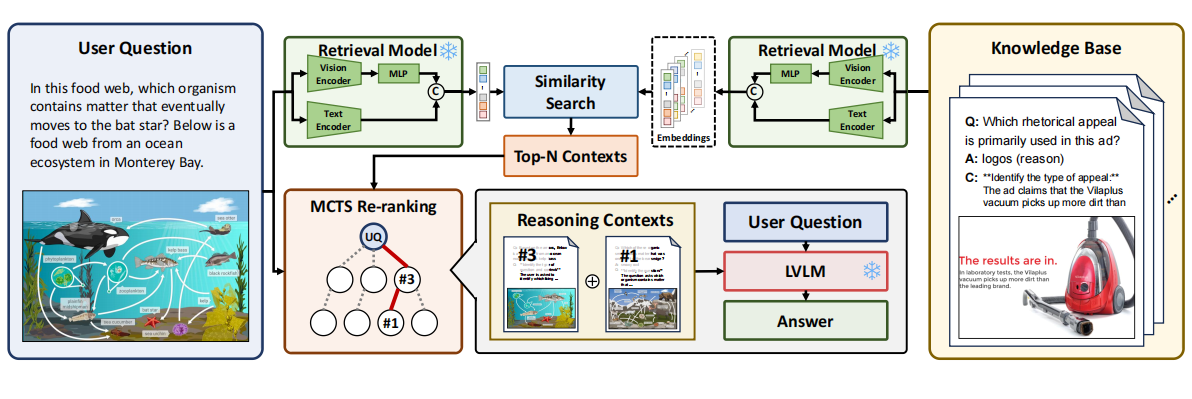 User Question
In this food web, which organism
contains matter that eventually
moves to the bat star? Below is a
food web from an ocean
ecosystem in Monterey Bay.
orca
sea otter
phytoplankton
kelp bass
black rockfish
zooplankton
plainfin
midshipman
kelp
bat star
sea cucumber
sea urchin
Retrieval Model
Vision
Encoder
MLP
Text
Encoder
C
Similarity
Search
Top-N Contexts
Embeddings
Retrieval Model
MLP
Vision
Encoder
C
Text
Encoder
MCTS Re-ranking
UQ
#3
#1
Reasoning Contexts
#3
#1
User Question
LVLM
Answer
Knowledge Base
Q: Which rhetorical appeal
is primarily used in this ad?
A: logos (reason)
C: **Identify the type of appeal:**
The ad claims that the Vilaplus
vacuum picks up more dirt than
The results are in.
In laboratory tests, the Vilaplus
vacuum picks up more dirt than
the leading brand.
...